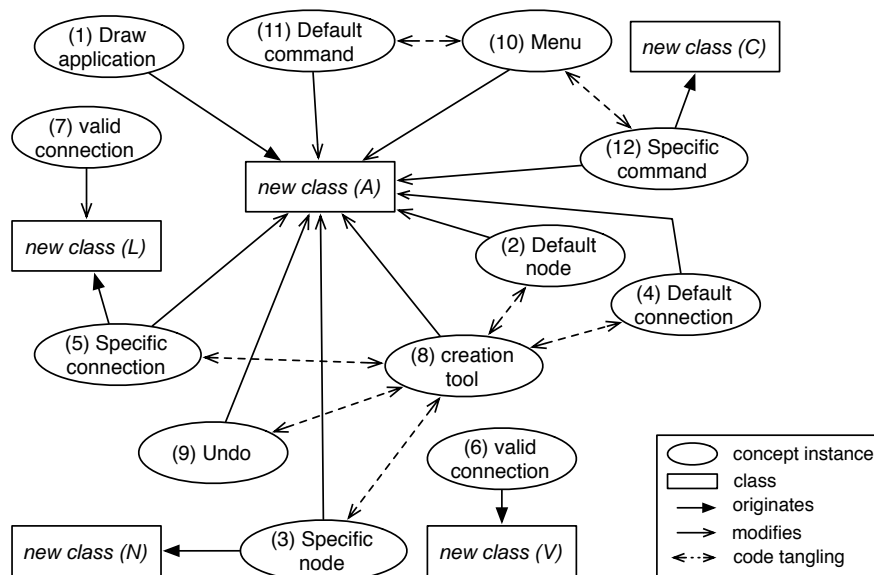 (1) Draw
application
(11) Default
command
(10) Menu
new class (C)
(7) valid
connection
(12) Specific
command
new class (A)
new class (L)
(2) Default
node
(4) Default
connection
(5) Specific
connection
(8) creation
tool
(9) Undo
(6) valid
connection
new class (N)
(3) Specific
node
new class (V)
concept instance
class
originates
modifies
code tangling